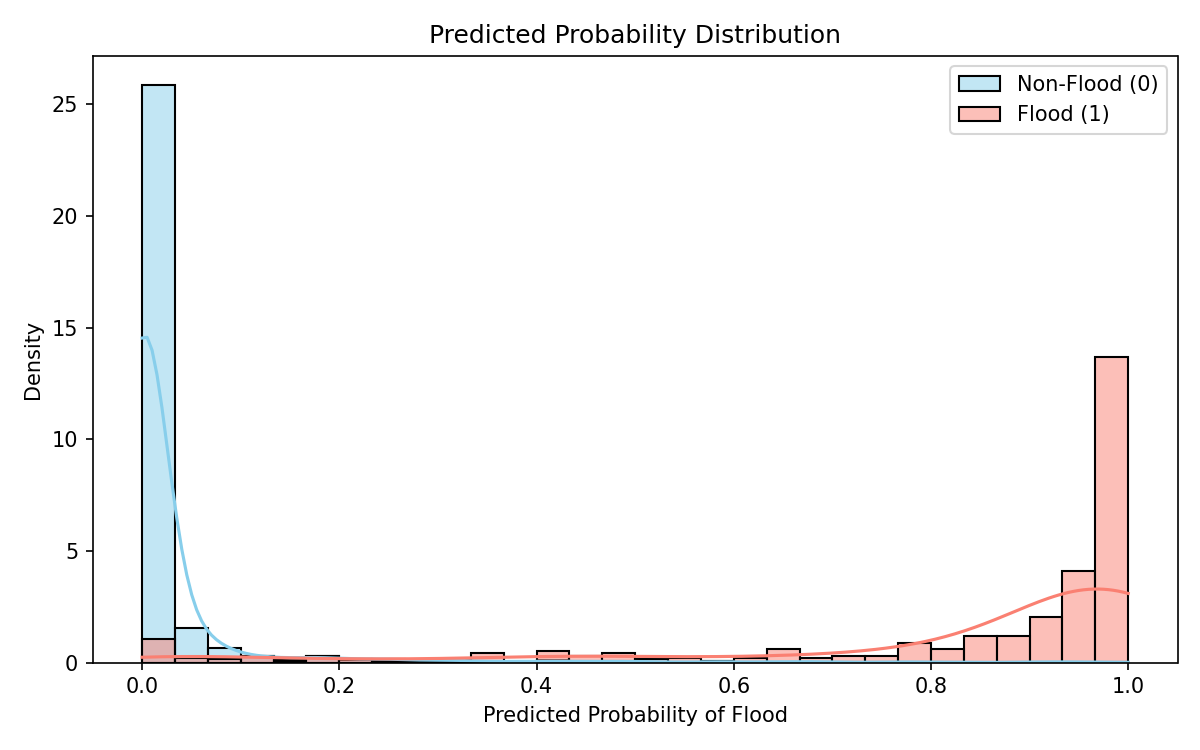 Predicted Probability Distribution
Non-Flood (0)
Flood (1)
Density
25
20
15
10
5
0
0.0 0.2 0.4 0.6 0.8 1.0
Predicted Probability of Flood